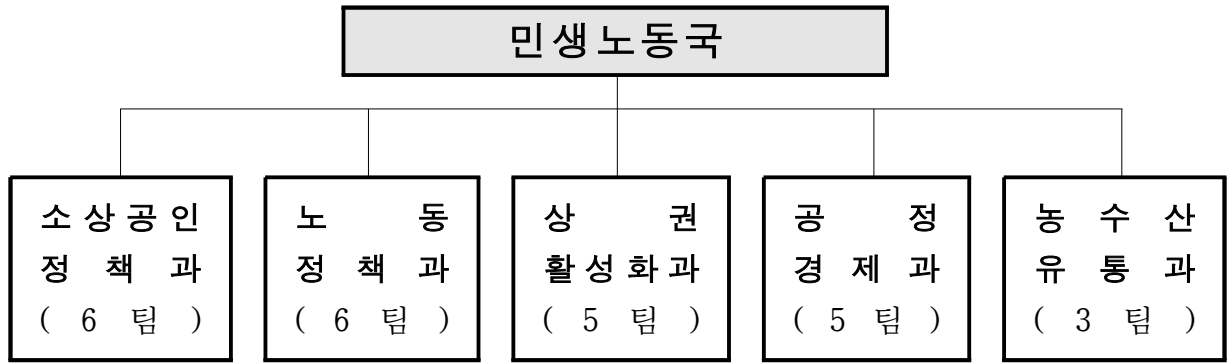 민생노동국
소상공인
정책과
( 6 팀 )
노동
정책과
( 6 팀 )
상권
활성화과
( 5 팀 )
공정
경제과
( 5 팀 )
농수산
유통과
( 3 팀 )